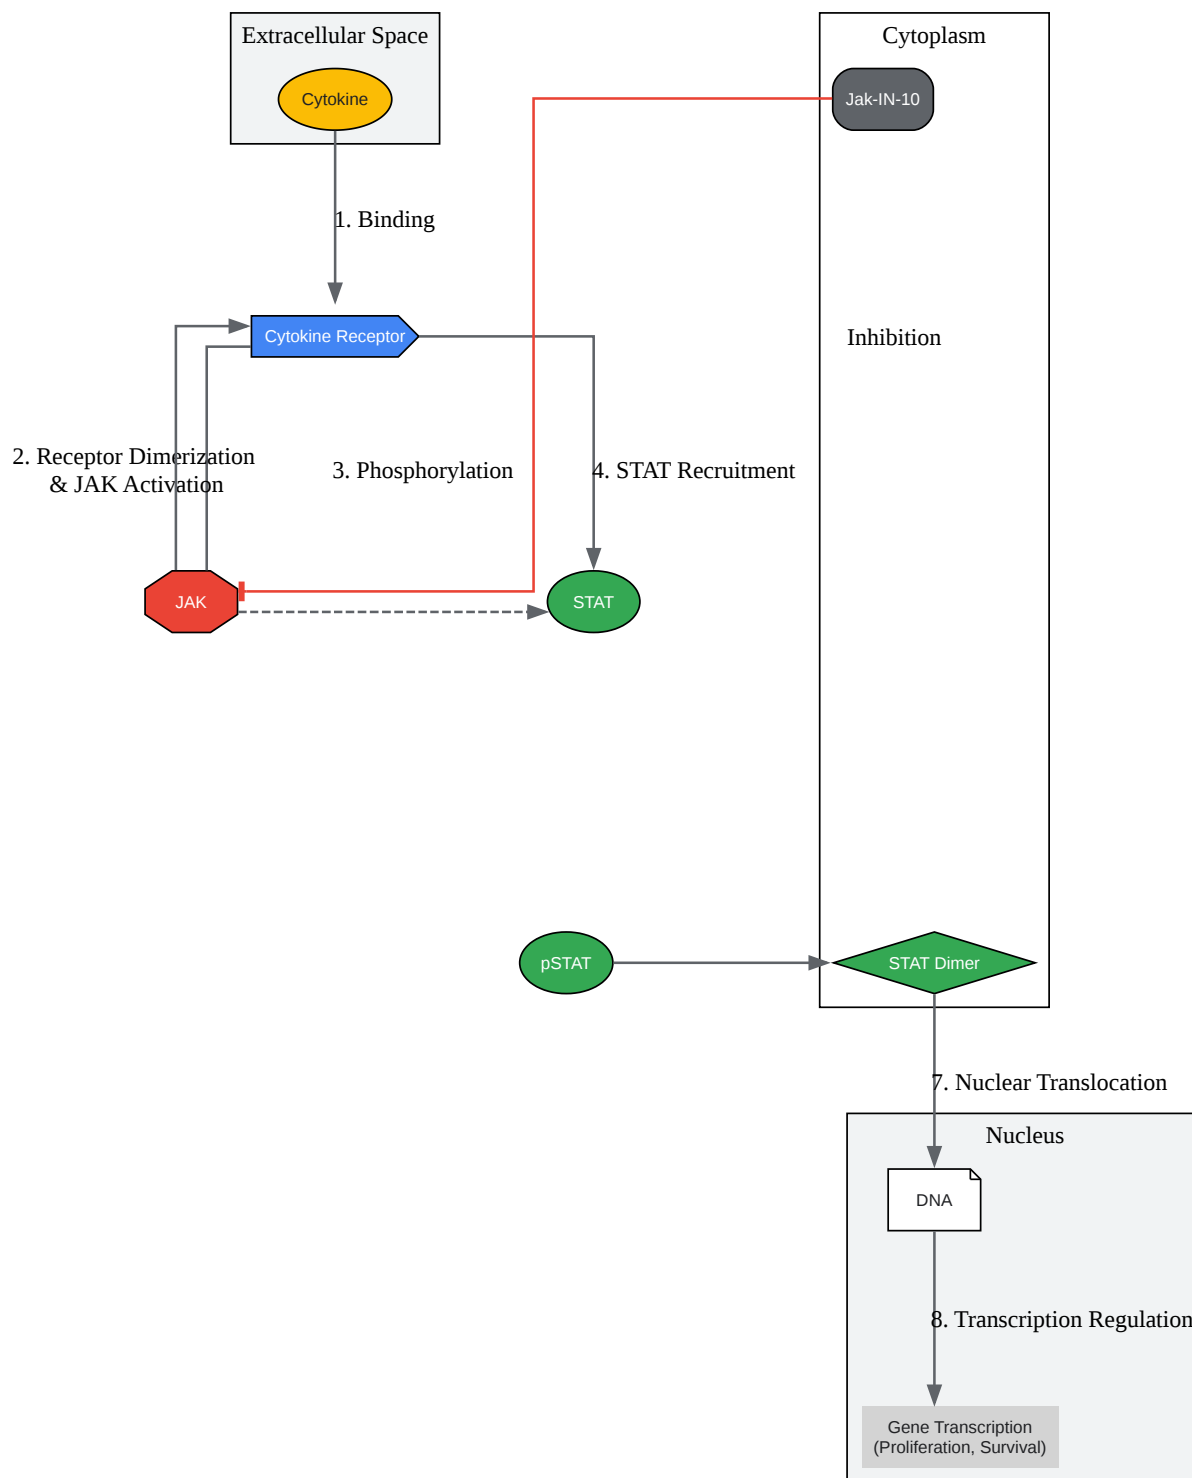 Extracellular Space
Cytoplasm
Cytokine
Jak-IN-10
1. Binding
Cytokine Receptor
Inhibition
2. Receptor Dimerization
& JAK Activation
3. Phosphorylation
4. STAT Recruitment
JAK
STAT
pSTAT
STAT Dimer
7. Nuclear Translocation
Nucleus
DNA
8. Transcription Regulation
Gene Transcription
(Proliferation, Survival)